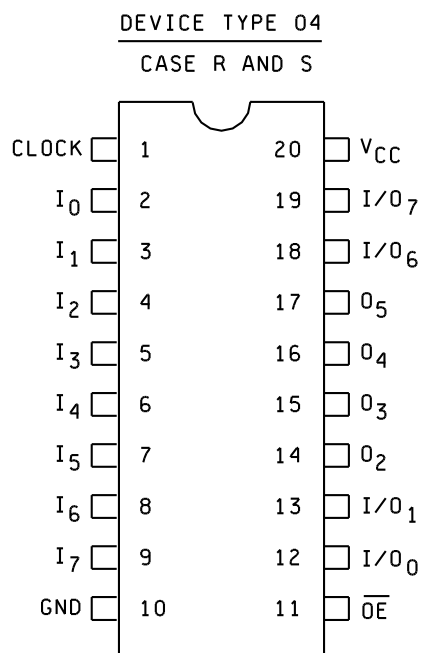 DEVICE TYPE 04
CASE R AND S
CLOCK 1 20 VCC
I0 2 19 I/O7
I1 3 18 I/O6
I2 4 17 O5
I3 5 16 O4
I4 6 15 O3
I5 7 14 O2
I6 8 13 I/O1
I7 9 12 I/O0
GND 10 11 O̅E̅